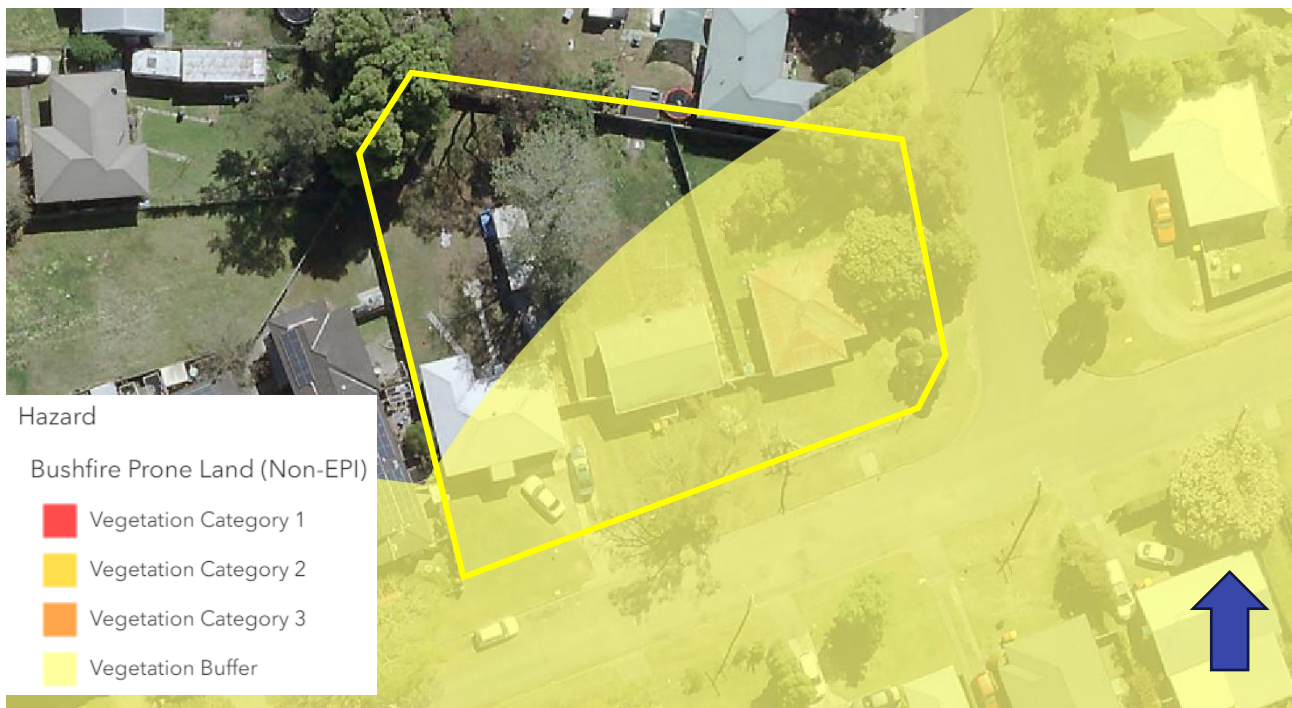 Hazard
Bushfire Prone Land (Non-EPI)
Vegetation Category 1
Vegetation Category 2
Vegetation Category 3
Vegetation Buffer